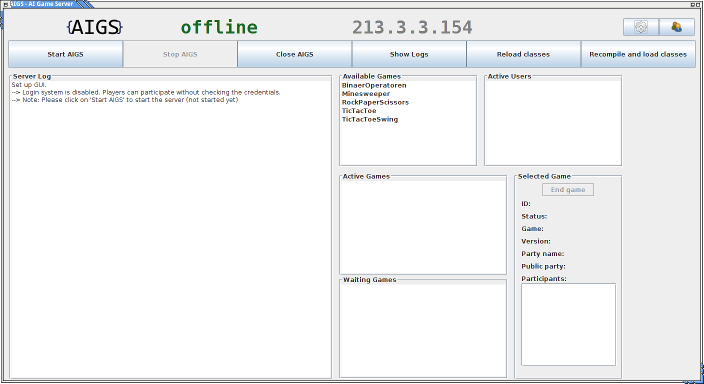 IGS - AI Game Server
{AIGS}
offline
213.3.3.154
Start AIGS
Stop AIGS
Close AIGS
Show Logs
Reload classes
Recompile and load classes
Server Log
Set up GUI.
--> Login system is disabled. Players can participate without checking the credentials.
--> Note: Please click on 'Start AIGS' to start the server (not started yet)
Available Games
BinaerOperatoren
Minesweeper
RockPaperScissors
TicTacToe
TicTacToeSwing
Active Users
Active Games
Waiting Games
Selected Game
End game
ID:
Status:
Game:
Version:
Party name:
Public party:
Participants: